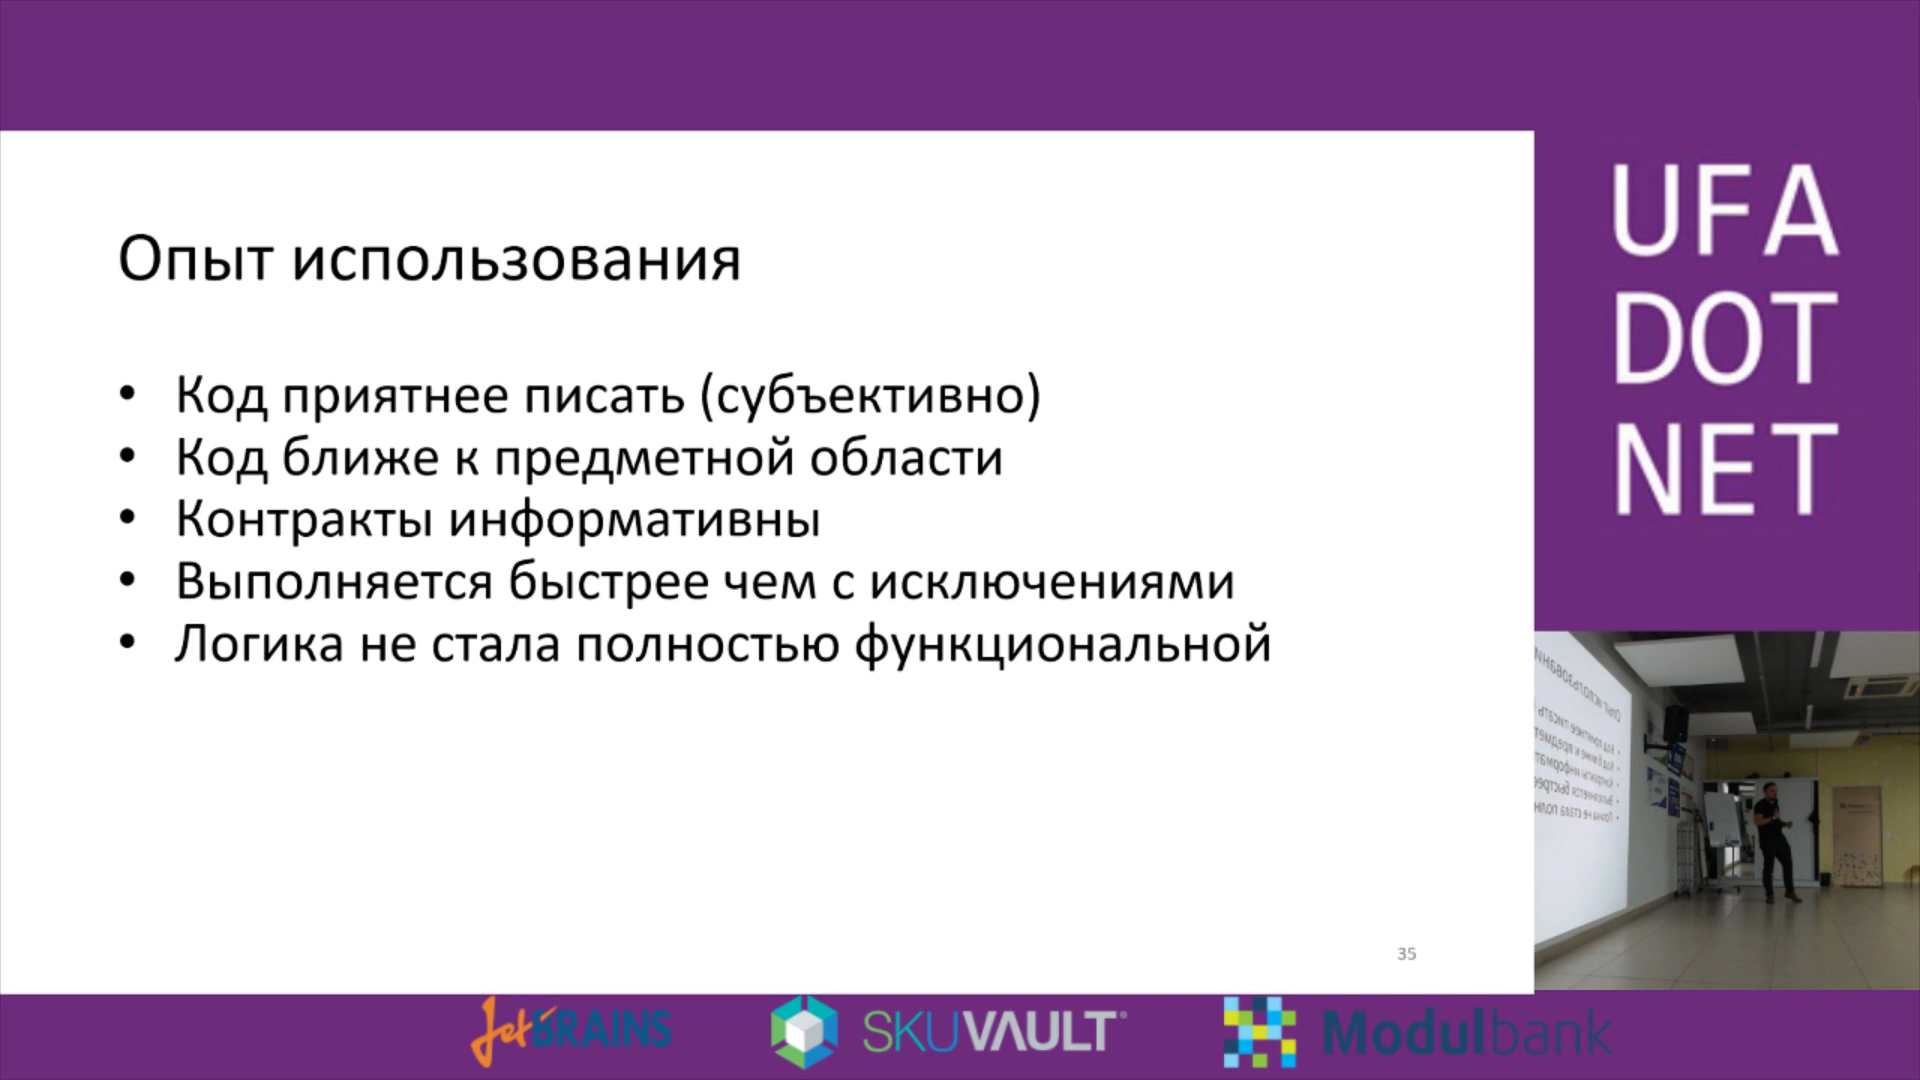 Опыт использования
• Код приятнее писать (субъективно)
• Код ближе к предметной области
• Контракты информативны
• Выполняется быстрее чем с исключениями
• Логика не стала полностью функциональной
35
UFA
DOT
NET
JetBRAINS
SKUVAULT®
Modulbank